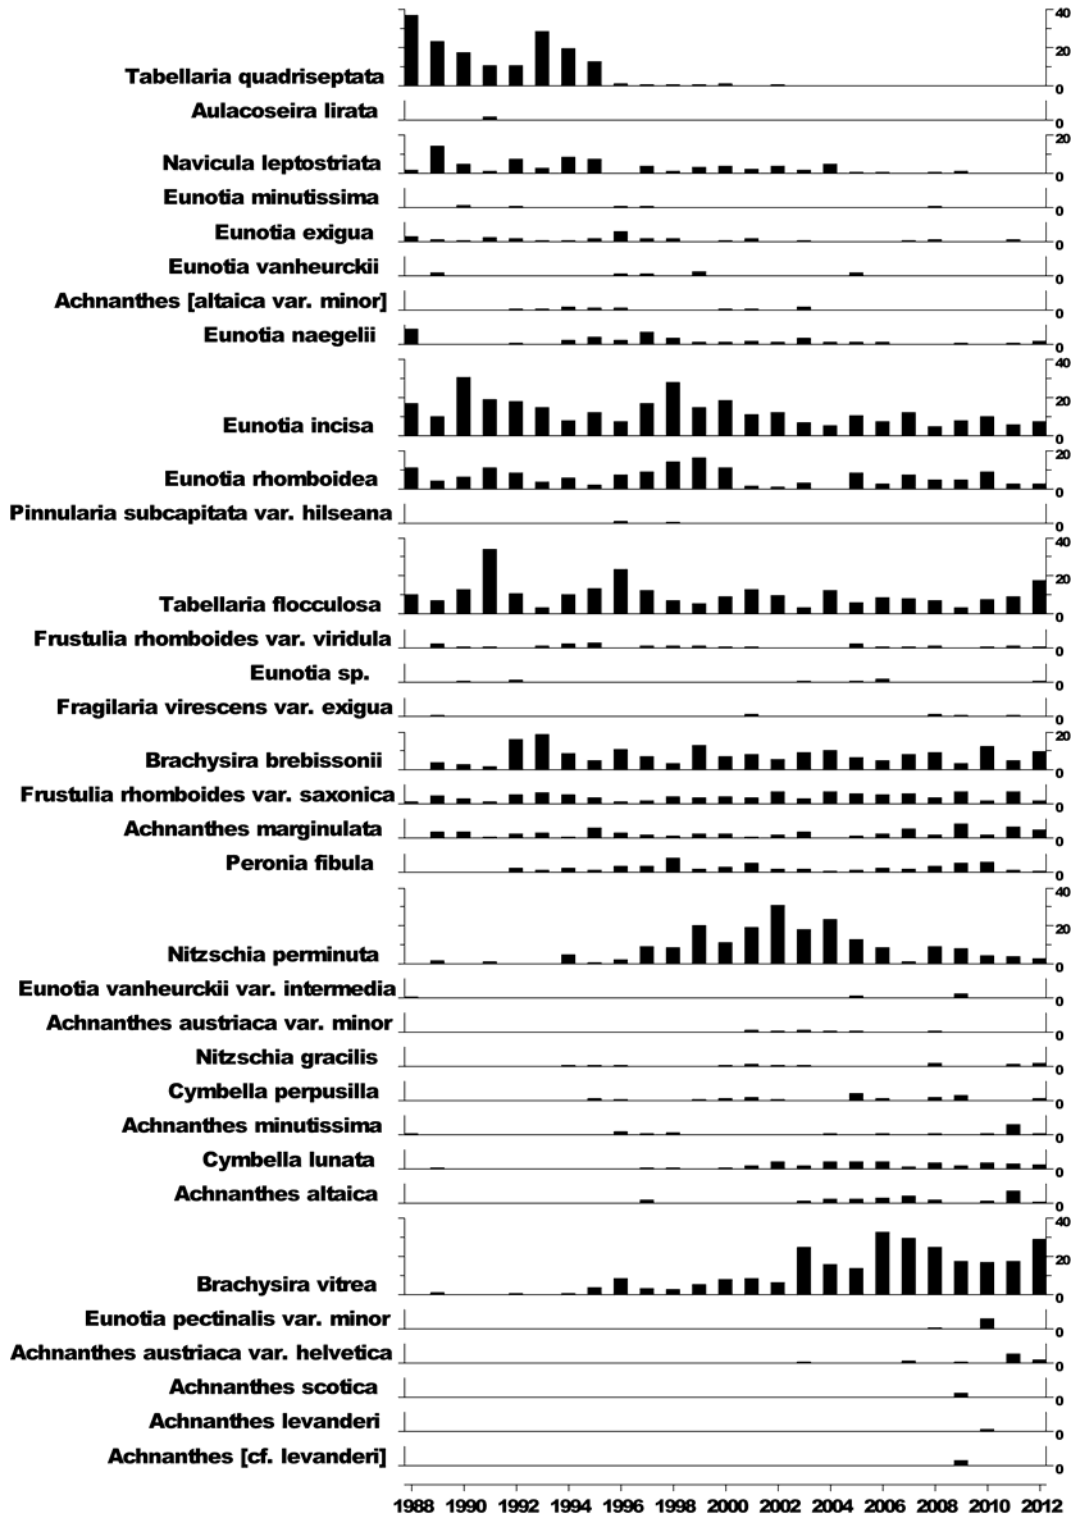 40
20
Tabellaria quadriseptata
0
Aulacoseira lirata
0
20
Navicula leptostriata
0
Eunotia minutissima
0
Eunotia exigua
0
Eunotia vanheurckii
0
Achnanthes [altaica var. minor]
0
Eunotia naegelii
0
40
20
Eunotia incisa
0
20
Eunotia rhomboidea
0
Pinnularia subcapitata var. hilseana
0
40
20
Tabellaria flocculosa
0
Frustulia rhomboides var. viridula
0
Eunotia sp.
0
Fragilaria virescens var. exigua
0
20
Brachysira brebissonii
0
Frustulia rhomboides var. saxonica
0
Achnanthes marginulata
0
Peronia fibula
0
40
20
Nitzschia perminuta
0
Eunotia vanheurckii var. intermedia
0
Achnanthes austriaca var. minor
0
Nitzschia gracilis
0
Cymbella perpusilla
0
Achnanthes minutissima
0
Cymbella lunata
0
Achnanthes altaica
0
40
20
Brachysira vitrea
0
Eunotia pectinalis var. minor
0
Achnanthes austriaca var. helvetica
0
Achnanthes scotica
0
Achnanthes levanderi
0
Achnanthes [cf. levanderi]
0
1988 1990 1992 1994 1996 1998 2000 2002 2004 2006 2008 2010 2012